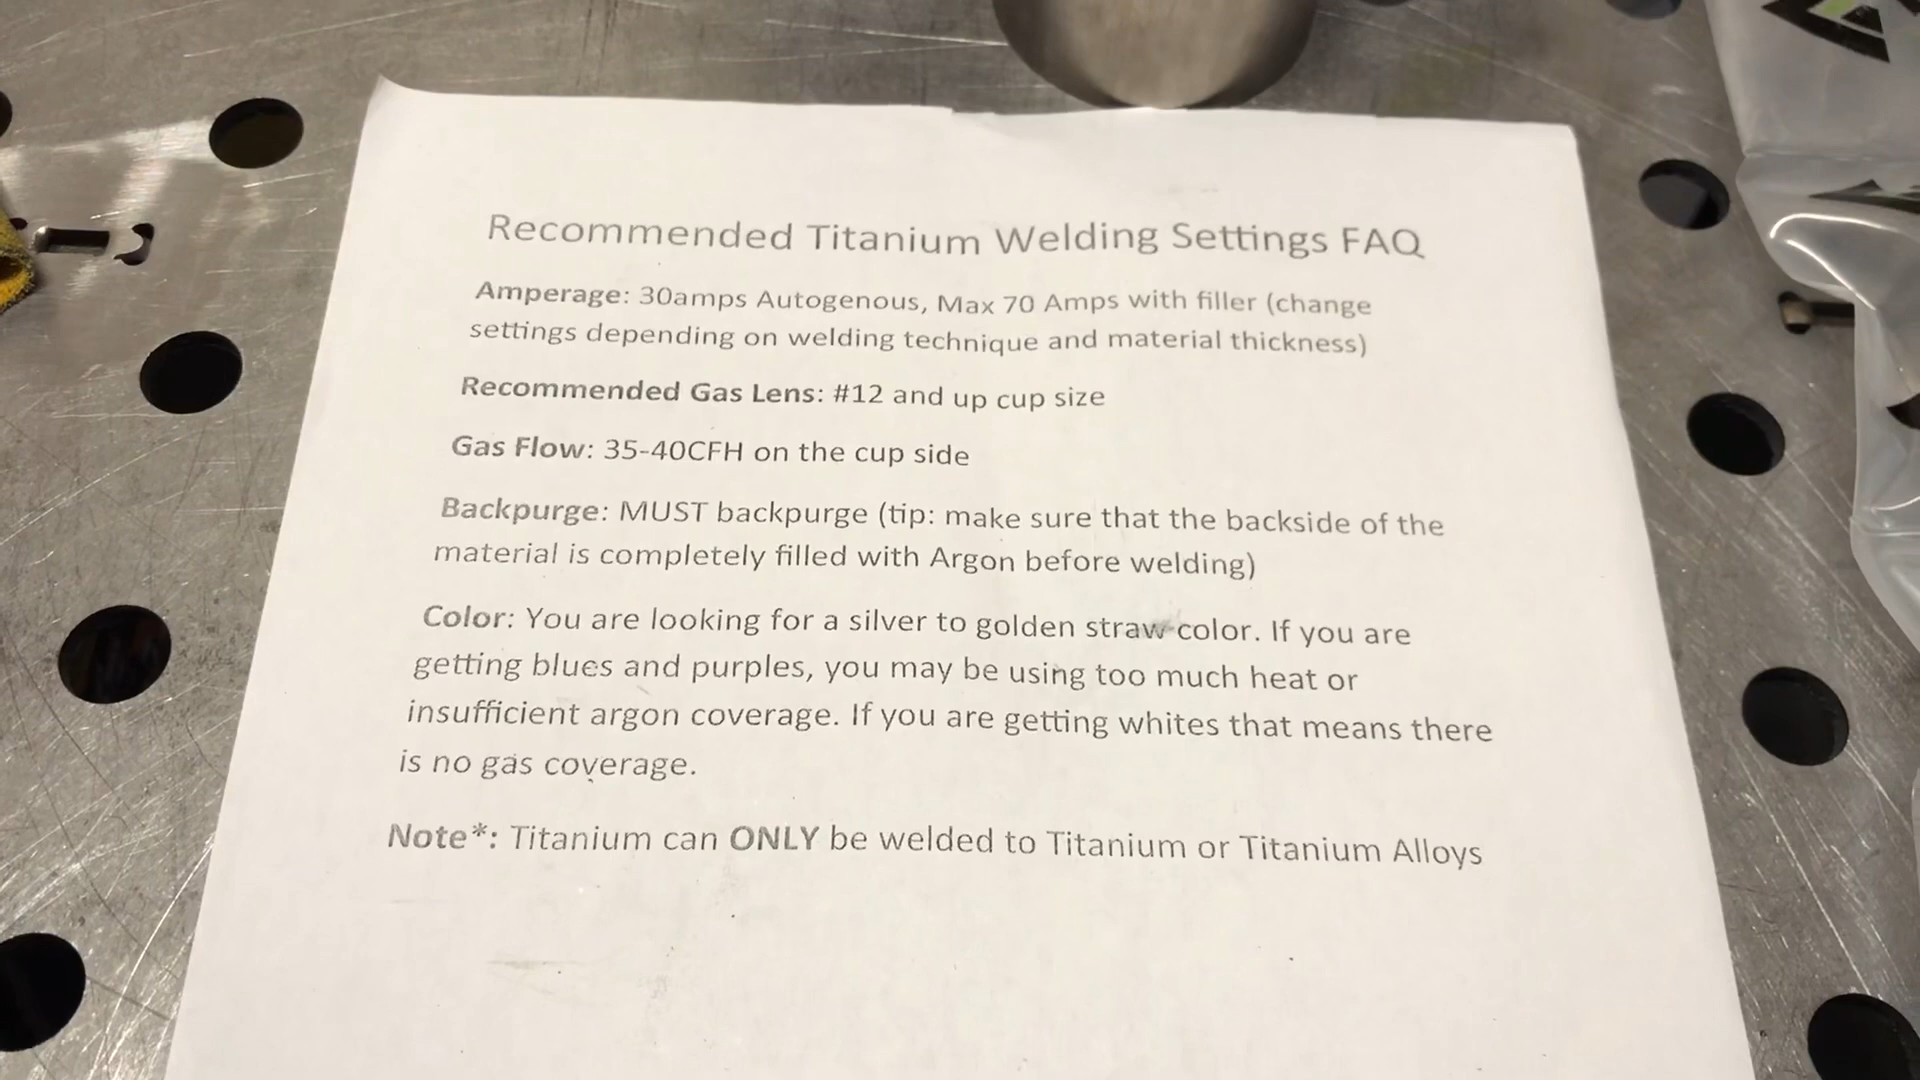 Recommended Titanium Welding Settings FAQ
Amperage: 30amps Autogenous, Max 70 Amps with filler (change
settings depending on welding technique and material thickness)
Recommended Gas Lens: #12 and up cup size
Gas Flow: 35-40CFH on the cup side
Backpurge: MUST backpurge (tip: make sure that the backside of the
material is completely filled with Argon before welding)
Color: You are looking for a silver to golden straw color. If you are
getting blues and purples, you may be using too much heat or
insufficient argon coverage. If you are getting whites that means there
is no gas coverage.
Note*: Titanium can ONLY be welded to Titanium or Titanium Alloys